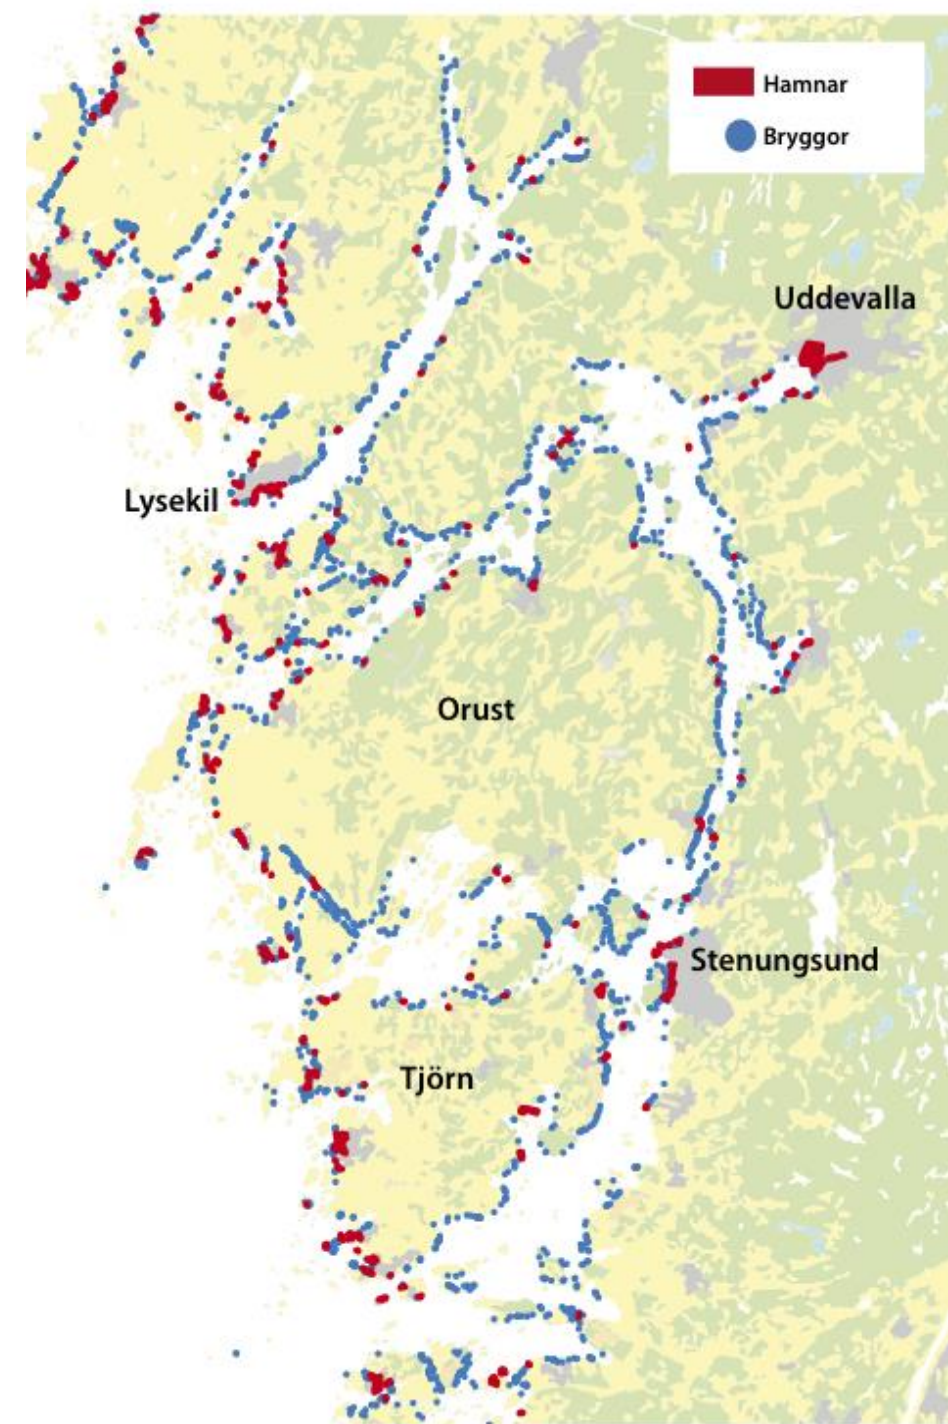 Hamnar
Bryggor
Uddevalla
Lysekil
Orust
Stenungsund
Tjörn